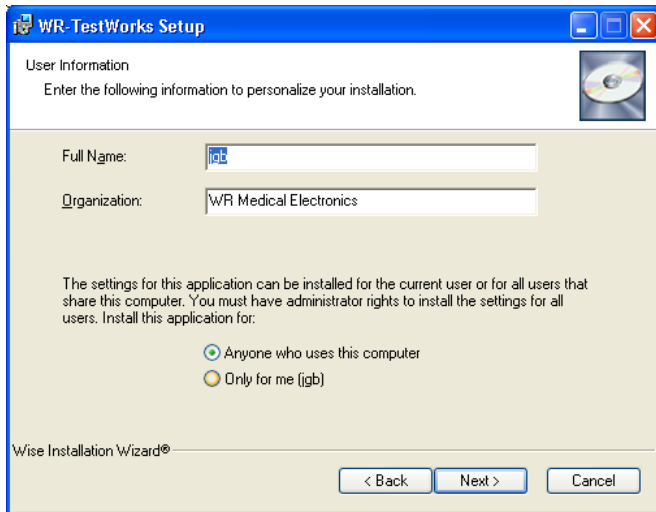 WR-TestWorks Setup
User Information
Enter the following information to personalize your installation.
Full Name:
jgb
Organization:
WR Medical Electronics
The settings for this application can be installed for the current user or for all users that
share this computer. You must have administrator rights to install the settings for all
users. Install this application for:
Anyone who uses this computer
Only for me (jgb)
Wise Installation Wizard®
< Back
Next >
Cancel